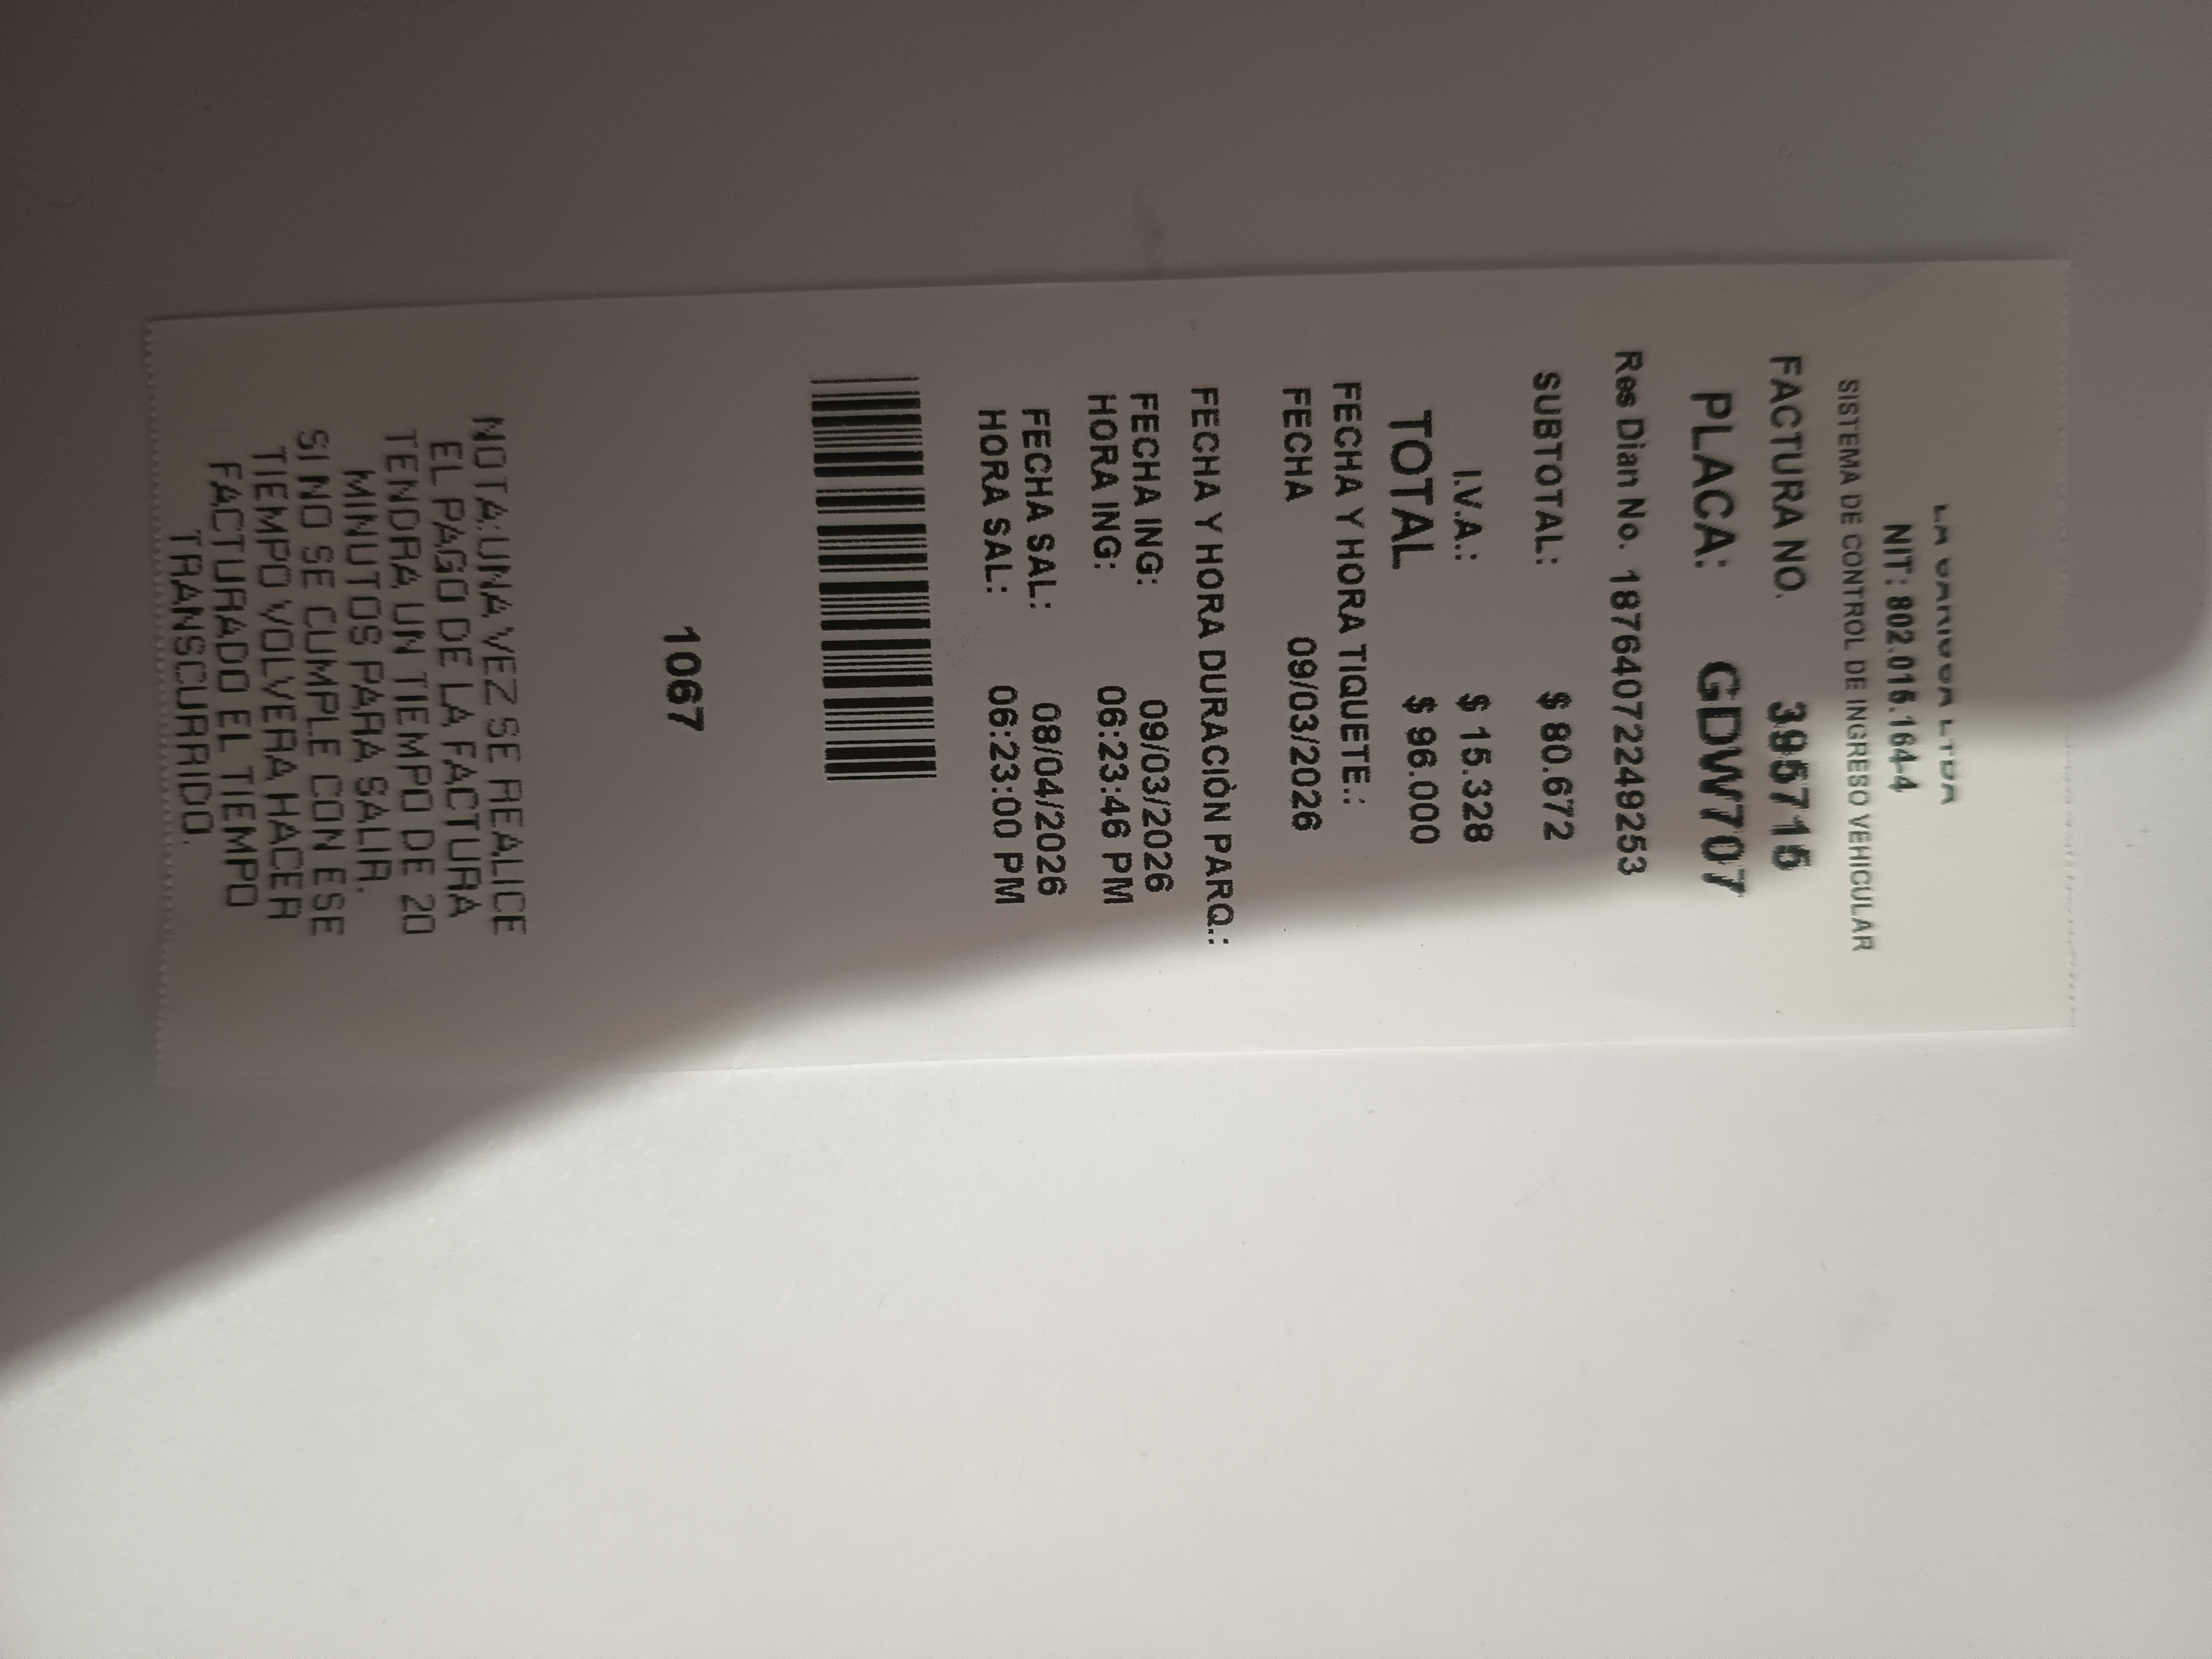 LTDA
NIT: 802.016.164-4
SISTEMA DE CONTROL DE INGRESO VEHICULAR
FACTURA NO. 395715
PLACA: GDW707
Res Dian No. 18764072249253
SUBTOTAL: $ 80.672
I.V.A.: $ 15.328
TOTAL $ 96.000
FECHA Y HORA TIQUETE.:
FECHA 09/03/2026
FECHA Y HORA DURACIÒN PARQ.:
FECHA ING: 09/03/2026
HORA ING: 06:23:46 PM
FECHA SAL: 08/04/2026
HORA SAL: 06:23:00 PM
1067
NOTA: UNA VEZ SE REALICE
EL PAGO DE LA FACTURA
TENDRA UN TIEMPO DE 20
MINUTOS PARA SALIR.
SI NO SE CUMPLE CON ESE
TIEMPO VOLVERA HACER
FACTURADO EL TIEMPO
TRANSCURRIDO.